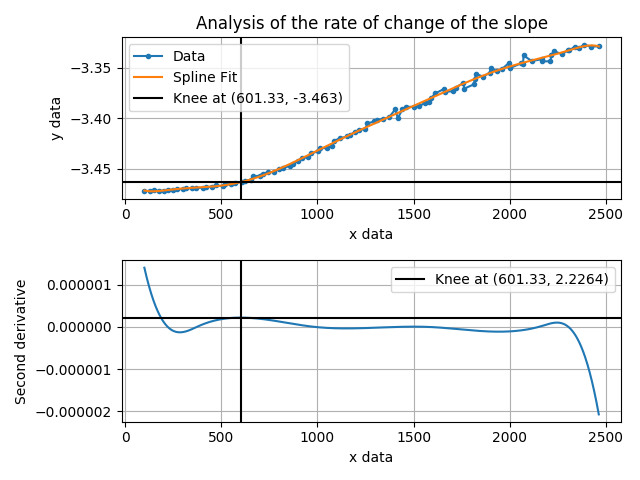 Analysis of the rate of change of the slope
Data
Spline Fit
Knee at (601.33, -3.463)
−3.35
−3.40
−3.45
y data
0 500 1000 1500 2000 2500
x data
Knee at (601.33, 2.2264)
0.000001
0.000000
−0.000001
−0.000002
Second derivative
0 500 1000 1500 2000 2500
x data